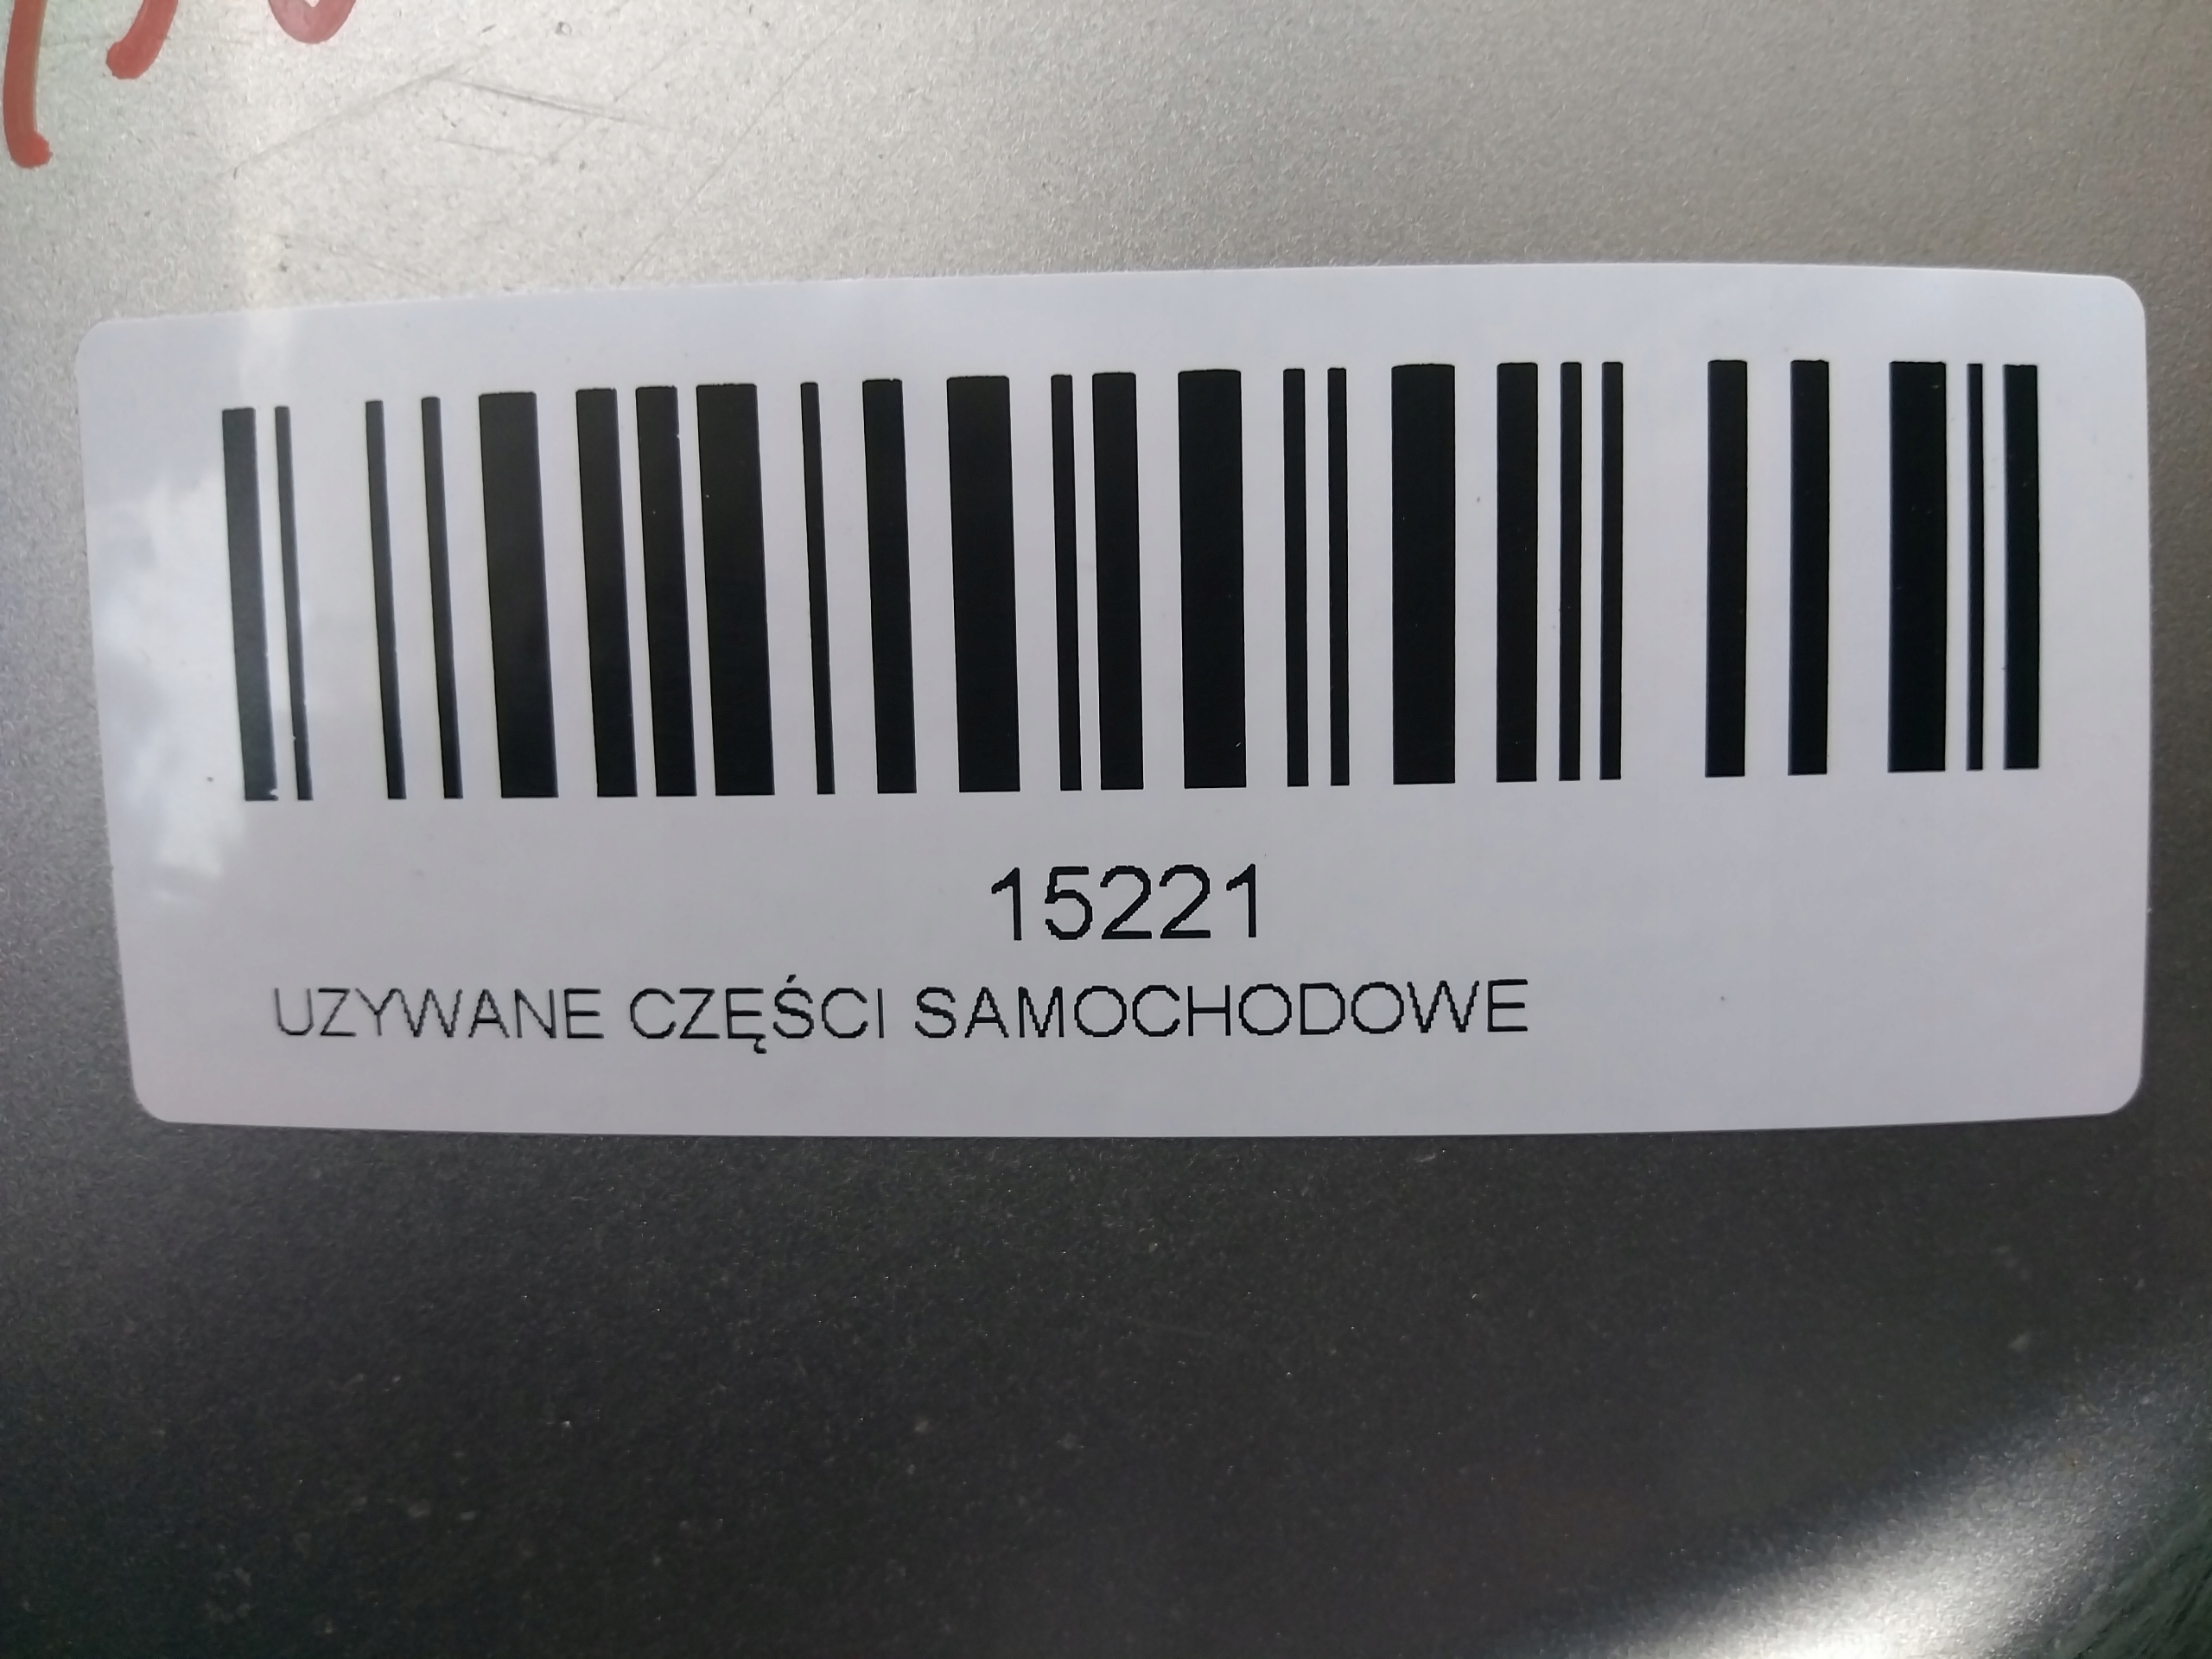 15221
UZYWANE CZĘŚCI SAMOCHODOWE